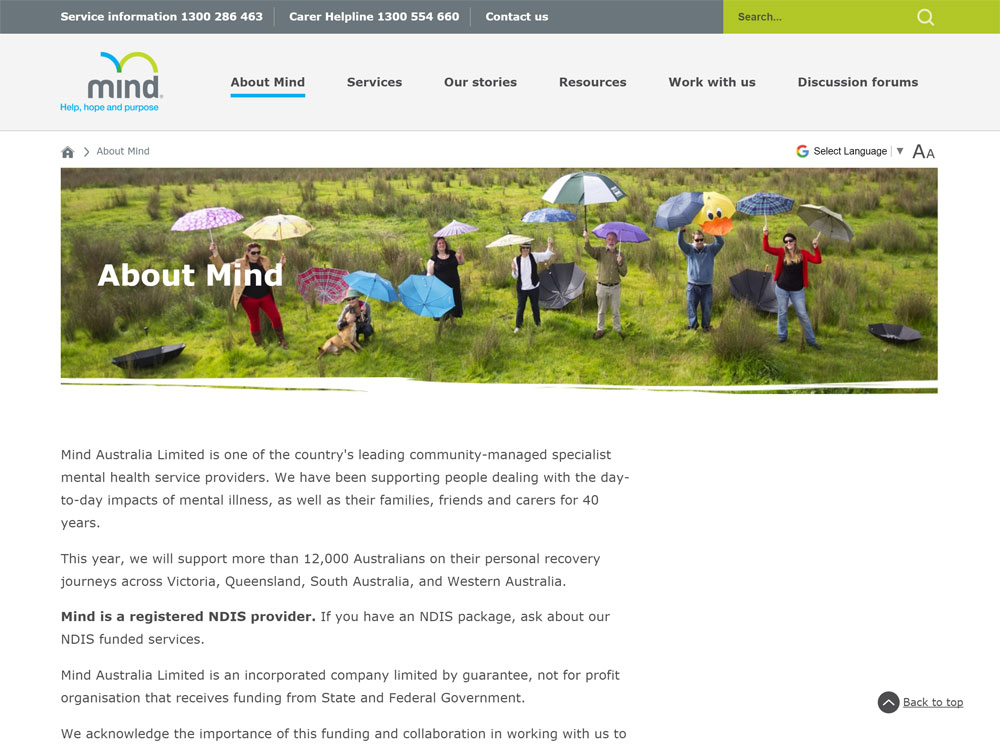 Service information 1300 286 463
Carer Helpline 1300 554 660
Contact us
Search...
mind
Help, hope and purpose
About Mind
Services
Our stories
Resources
Work with us
Discussion forums
About Mind
Select Language ▼
AA
About Mind
Mind Australia Limited is one of the country's leading community-managed specialist
mental health service providers. We have been supporting people dealing with the day-
to-day impacts of mental illness, as well as their families, friends and carers for 40
years.
This year, we will support more than 12,000 Australians on their personal recovery
journeys across Victoria, Queensland, South Australia, and Western Australia.
Mind is a registered NDIS provider. If you have an NDIS package, ask about our
NDIS funded services.
Mind Australia Limited is an incorporated company limited by guarantee, not for profit
organisation that receives funding from State and Federal Government.
Back to top
We acknowledge the importance of this funding and collaboration in working with us to